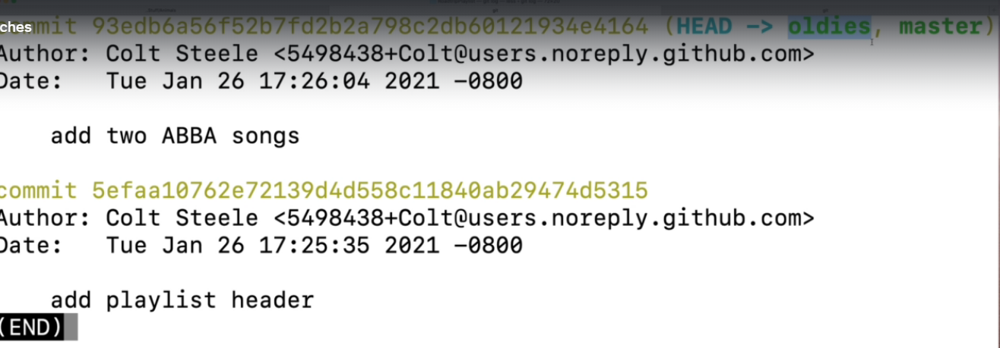 ches
mmit 93edb6a56f52b7fd2b2a798c2db60121934e4164 (HEAD -> oldies, master)
Author: Colt Steele <5498438+Colt@users.noreply.github.com>
Date:   Tue Jan 26 17:26:04 2021 -0800
add two ABBA songs
commit 5efaa10762e72139d4d558c11840ab29474d5315
Author: Colt Steele <5498438+Colt@users.noreply.github.com>
Date:   Tue Jan 26 17:25:35 2021 -0800
add playlist header
(END)